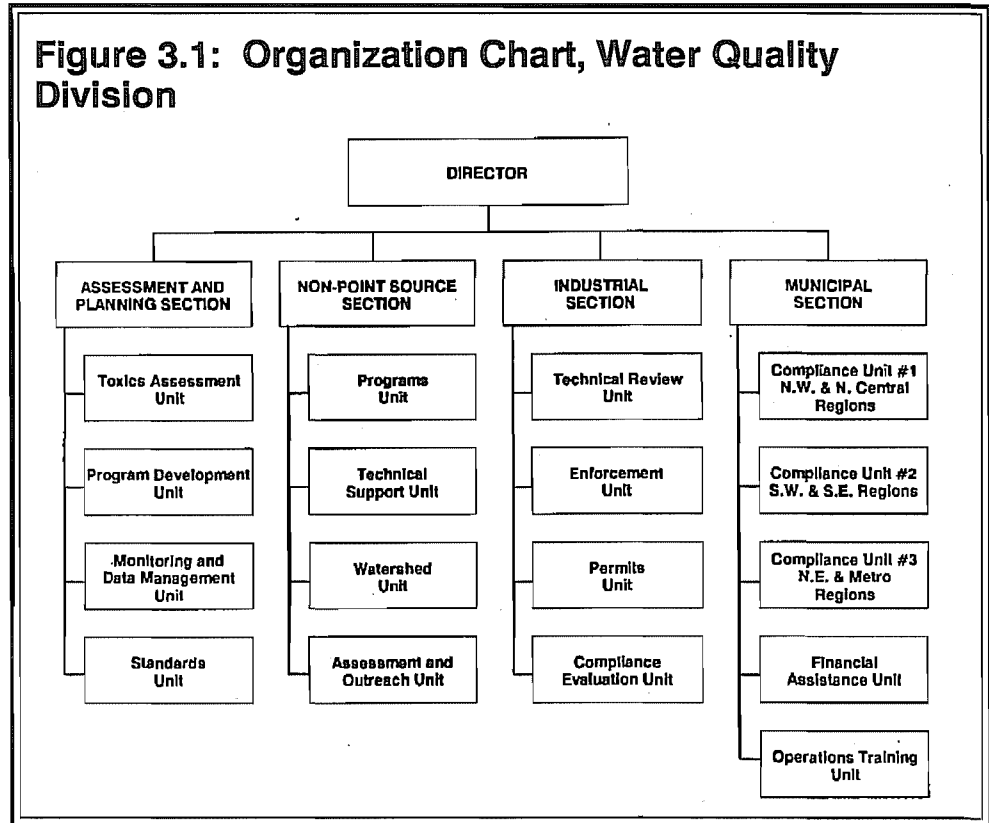 Figure 3.1: Organization Chart, Water Quality
Division
DIRECTOR
ASSESSMENT AND
PLANNING SECTION
Toxics Assessment
Unit
Program Development
Unit
Monitoring and
Data Management
Unit
Standards
Unit
NON-POINT SOURCE
SECTION
Programs
Unit
Technical
Support Unit
Watershed
Unit
Assessment and
Outreach Unit
INDUSTRIAL
SECTION
Technical Review
Unit
Enforcement
Unit
Permits
Unit
Compliance
Evaluation Unit
MUNICIPAL
SECTION
Compliance Unit #1
N.W. & N. Central
Regions
Compliance Unit #2
S.W. & S.E. Regions
Compliance Unit #3
N.E. & Metro
Regions
Financial
Assistance Unit
Operations Training
Unit